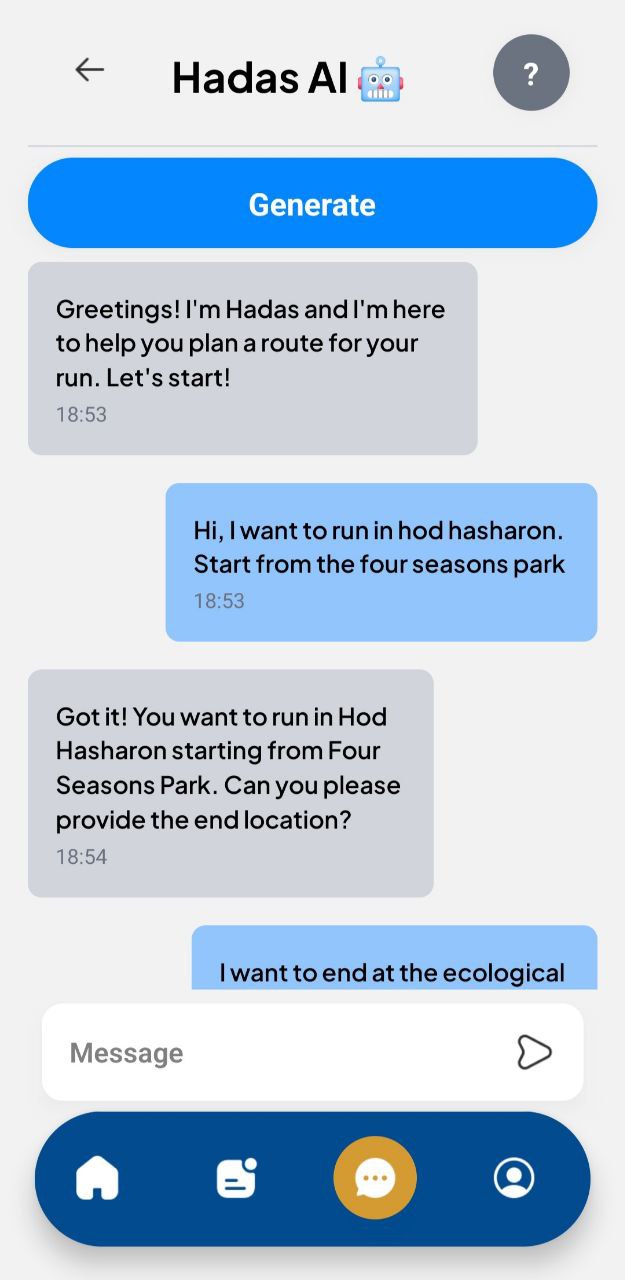 Hadas AI
?
Generate
Greetings! I'm Hadas and I'm here
to help you plan a route for your
run. Let's start!
18:53
Hi, I want to run in hod hasharon.
Start from the four seasons park
18:53
Got it! You want to run in Hod
Hasharon starting from Four
Seasons Park. Can you please
provide the end location?
18:54
I want to end at the ecological
Message